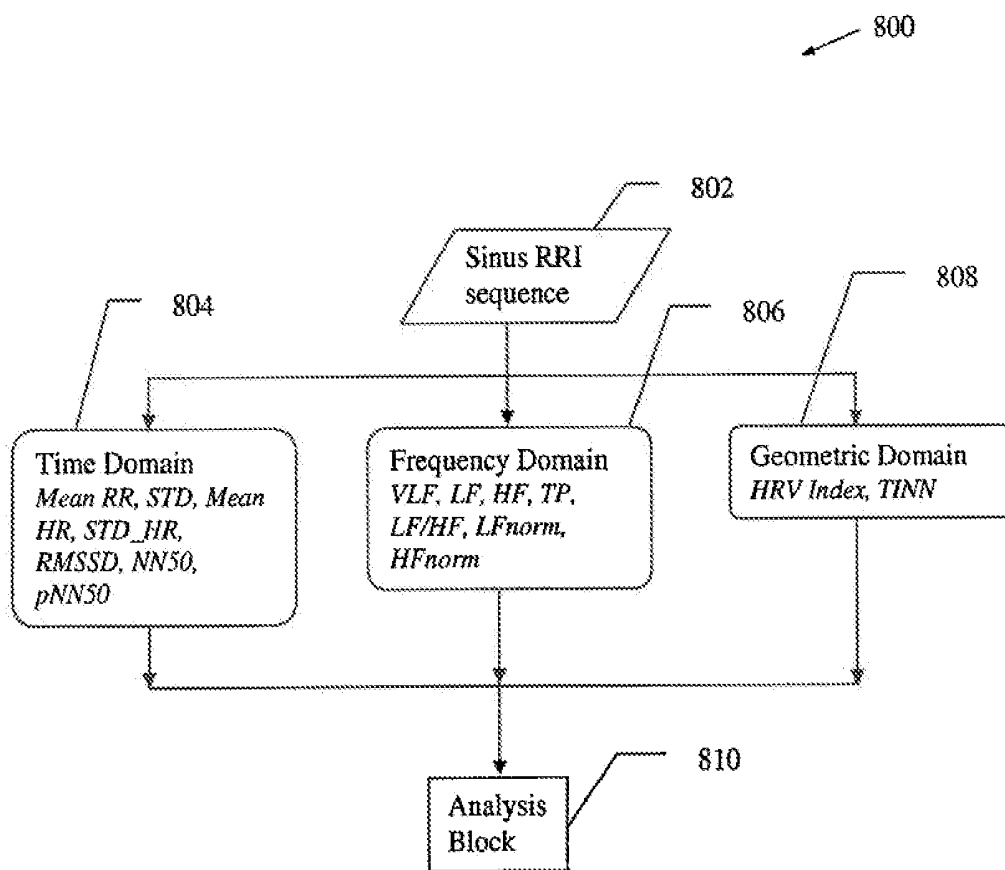 800
802
Sinus RRI
sequence
804
806
808
Time Domain
Mean RR, STD, Mean
HR, STD_HR,
RMSSD, NN50,
pNN50
Frequency Domain
VLF, LF, HF, TP,
LF/HF, LFnorm,
HFnorm
Geometric Domain
HRV Index, TINN
810
Analysis
Block